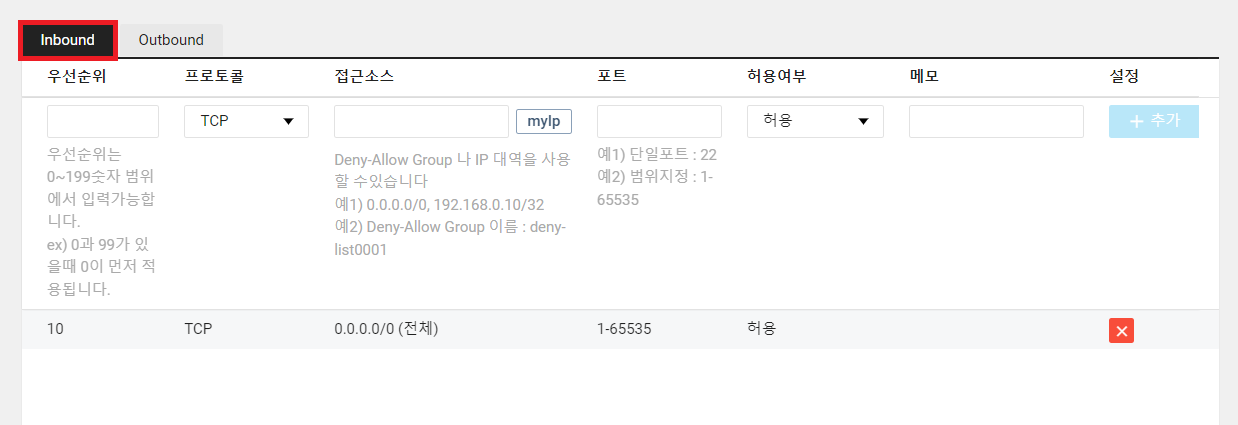 Inbound Outbound
우선순위 프로토콜 접근소스 포트 허용여부 메모 설정
TCP myIp 허용 + 추가
우선순위는
0~199숫자 범위
에서 입력가능합
니다.
ex) 0과 99가 있
을때 0이 먼저 적
용됩니다.
Deny-Allow Group 나 IP 대역을 사용
할 수있습니다
예1) 0.0.0.0/0, 192.168.0.10/32
예2) Deny-Allow Group 이름 : deny-
list0001
예1) 단일포트 : 22
예2) 범위지정 : 1-
65535
10 TCP 0.0.0.0/0 (전체) 1-65535 허용